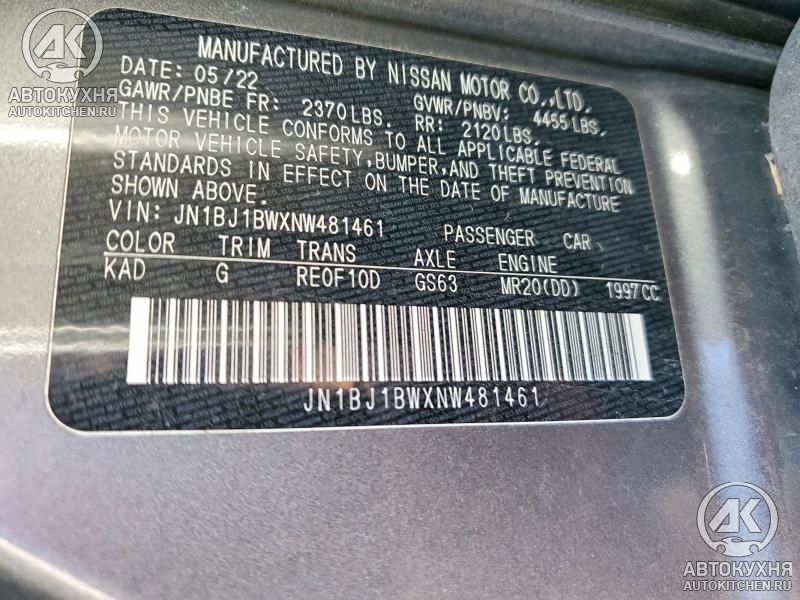 AK
АВТОКУХНЯ
AUTOKITCHEN.RU
MANUFACTURED BY NISSAN MOTOR CO.,LTD.
DATE: 05/22
GAWR/PNBE FR: 2370LBS. GVWR/PNBV: 4455LBS.
RR: 2120LBS.
THIS VEHICLE CONFORMS TO ALL APPLICABLE FEDERAL
MOTOR VEHICLE SAFETY,BUMPER,AND THEFT PREVENTION
STANDARDS IN EFFECT ON THE DATE OF MANUFACTURE
SHOWN ABOVE.
VIN: JN1BJ1BWXNW481461 PASSENGER CAR
COLOR TRIM TRANS AXLE ENGINE
KAD G RE0F10D GS63 MR20(DD) 1997CC
JN1BJ1BWXNW481461
AK
АВТОКУХНЯ
AUTOKITCHEN.RU